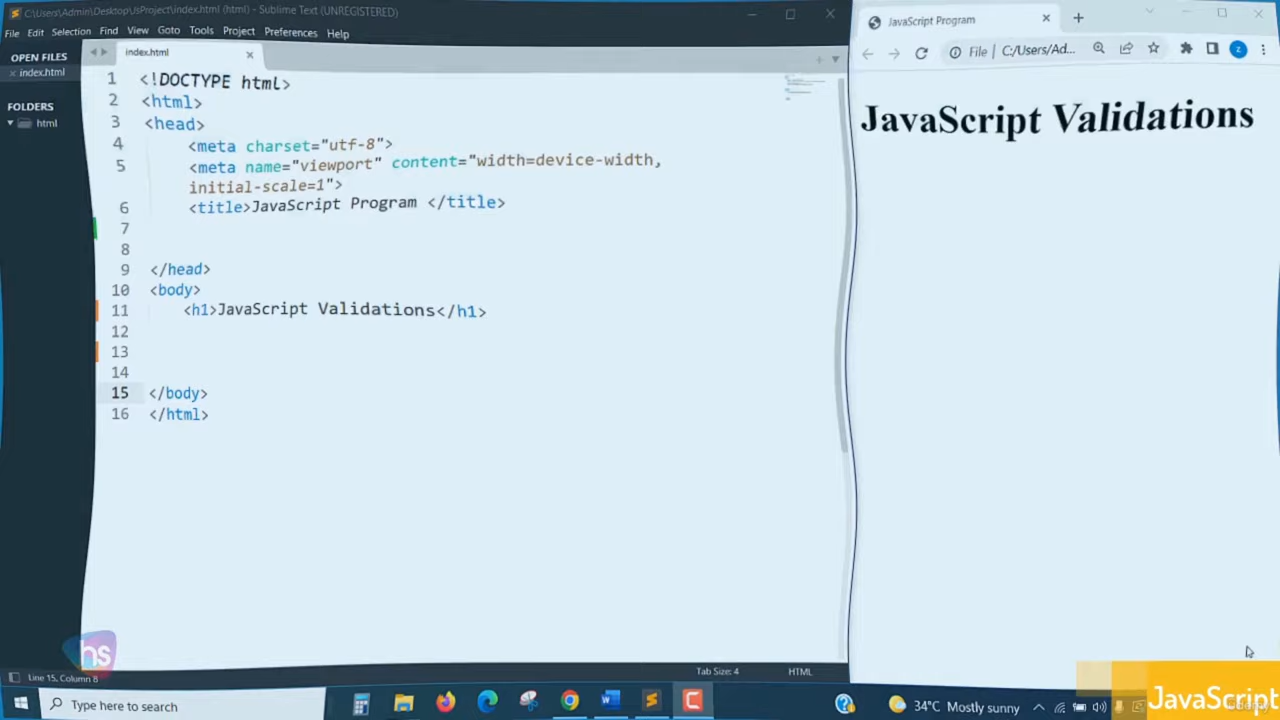 C:\Users\Admin\Desktop\JsProject\index.html (html) - Sublime Text (UNREGISTERED)
File Edit Selection Find View Goto Tools Project Preferences Help
OPEN FILES
index.html
FOLDERS
html
index.html
1 <!DOCTYPE html>
2 <html>
3 <head>
4 <meta charset="utf-8">
5 <meta name="viewport" content="width=device-width,
initial-scale=1">
6 <title>JavaScript Program </title>
7
8
9 </head>
10 <body>
11 <h1>JavaScript Validations</h1>
12
13
14
15 </body>
16 </html>
Line 15, Column 8
Tab Size: 4
HTML
JavaScript Program
File | C:/Users/Ad...
z
JavaScript Validations
hs
Type here to search
34°C Mostly sunny
JavaScript